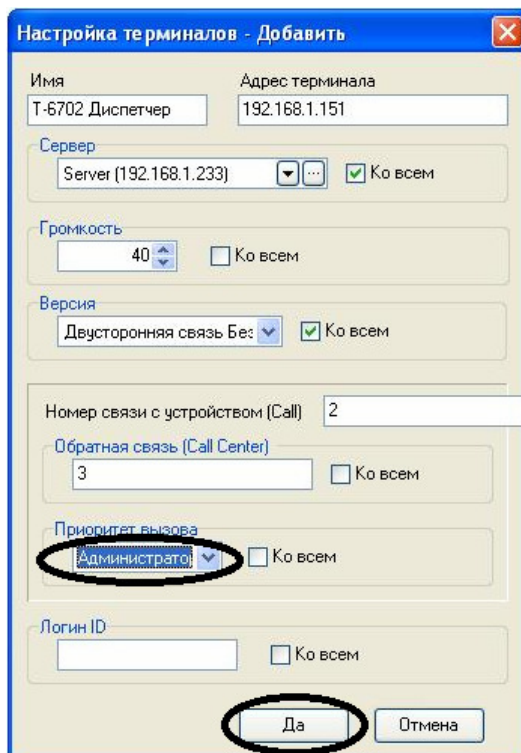 Настройка терминалов - Добавить
Имя Адрес терминала
Т-6702 Диспетчер 192.168.1.151
Сервер
Server (192.168.1.233) ... Ко всем
Громкость
40 Ко всем
Версия
Двусторонняя связь Без Ко всем
Номер связи с устройством (Call) 2
Обратная связь (Call Center)
3 Ко всем
Приоритет вызова
Администрато Ко всем
Логин ID
Ко всем
Да Отмена